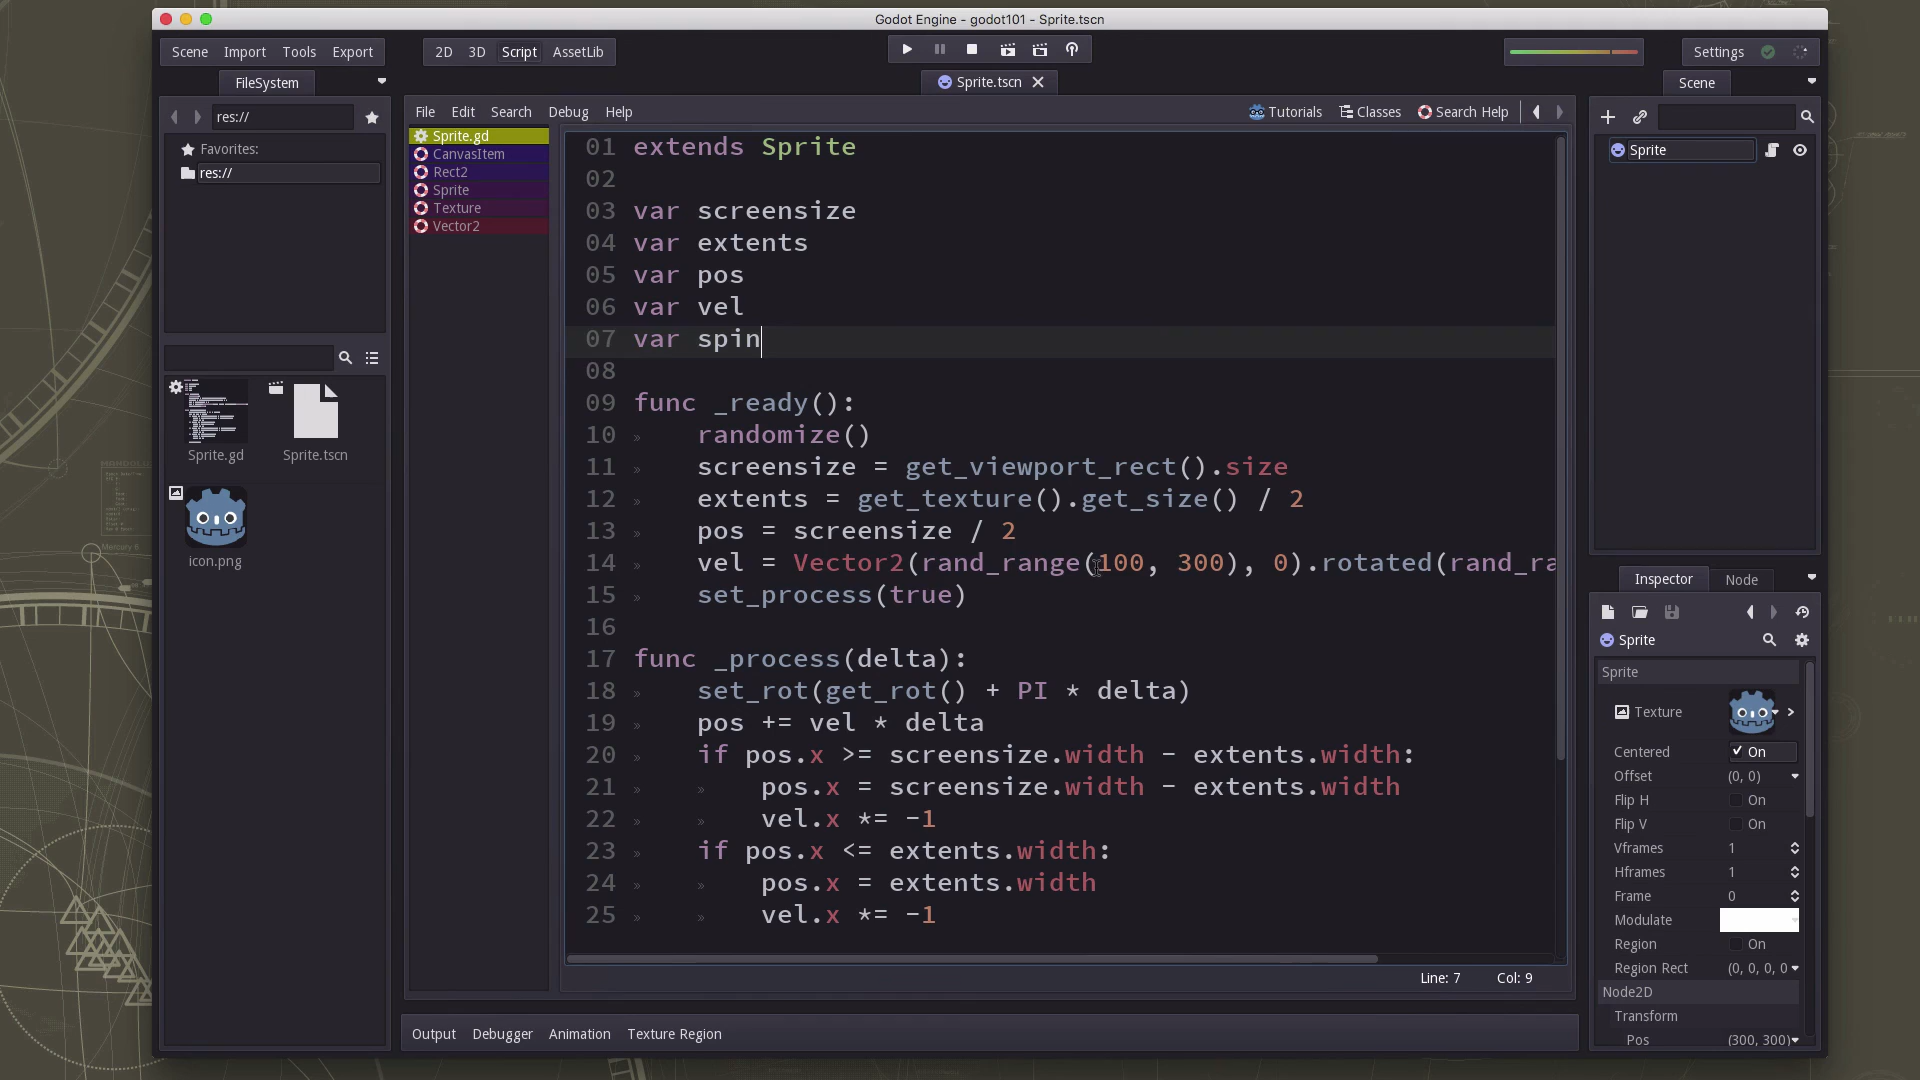 Godot Engine - godot101 - Sprite.tscn
Scene Import Tools Export
2D 3D Script AssetLib
Settings
FileSystem
Sprite.tscn
Scene
res://
Favorites:
res://
Sprite.gd
Sprite.tscn
icon.png
File Edit Search Debug Help
Tutorials Classes Search Help
Sprite.gd
CanvasItem
Rect2
Sprite
Texture
Vector2
01 extends Sprite
02
03 var screensize
04 var extents
05 var pos
06 var vel
07 var spin
08
09 func _ready():
10 randomize()
11 screensize = get_viewport_rect().size
12 extents = get_texture().get_size() / 2
13 pos = screensize / 2
14 vel = Vector2(rand_range(100, 300), 0).rotated(rand_ra
15 set_process(true)
16
17 func _process(delta):
18 set_rot(get_rot() + PI * delta)
19 pos += vel * delta
20 if pos.x >= screensize.width - extents.width:
21 pos.x = screensize.width - extents.width
22 vel.x *= -1
23 if pos.x <= extents.width:
24 pos.x = extents.width
25 vel.x *= -1
Line: 7 Col: 9
Output Debugger Animation Texture Region
Sprite
Inspector Node
Sprite
Sprite
Texture
Centered On
Offset (0, 0)
Flip H On
Flip V On
Vframes 1
Hframes 1
Frame 0
Modulate
Region On
Region Rect (0, 0, 0, 0
Node2D
Transform
Pos (300, 300)